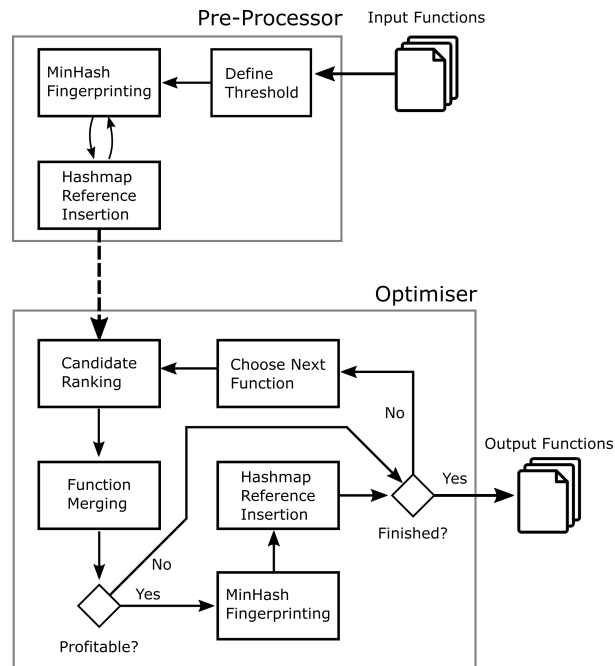 Pre-Processor
Input Functions
MinHash
Fingerprinting
Define
Threshold
Hashmap
Reference
Insertion
Optimiser
Candidate
Ranking
Choose Next
Function
No
Output Functions
Function
Merging
Hashmap
Reference
Insertion
Yes
Finished?
No
Yes
MinHash
Fingerprinting
Profitable?